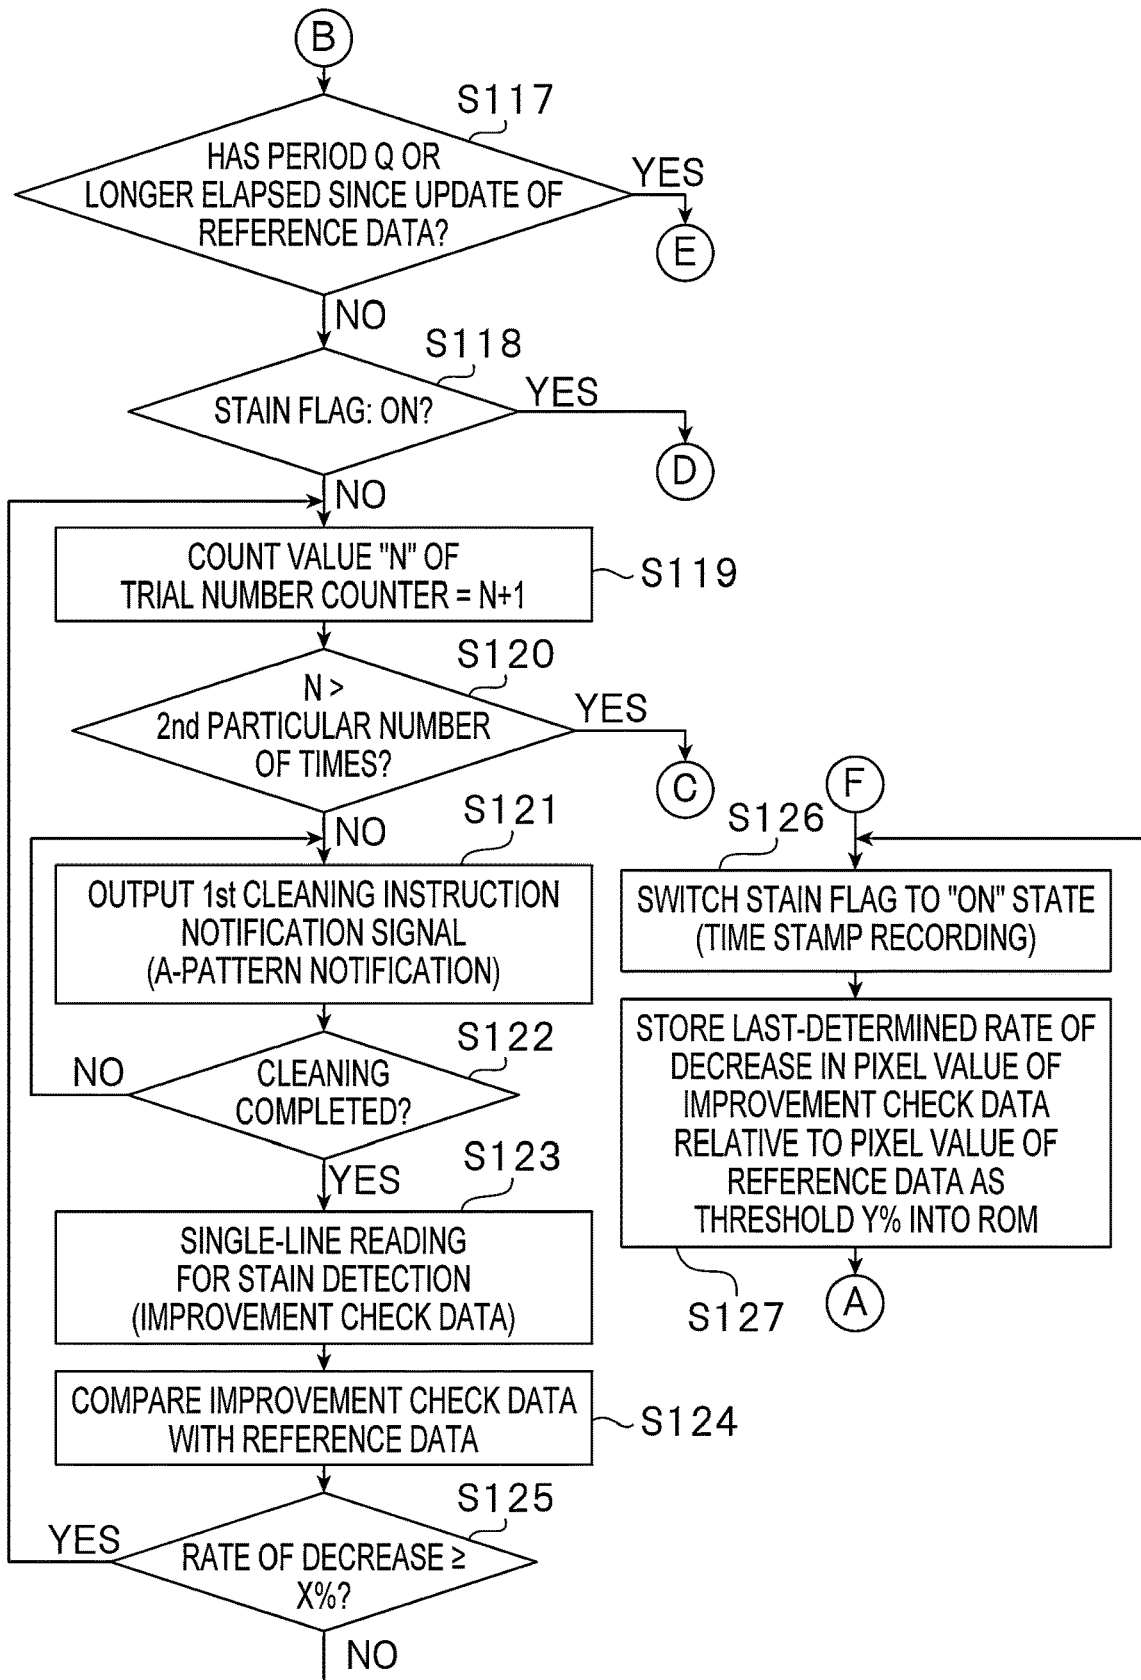 B
S117
HAS PERIOD Q OR
LONGER ELAPSED SINCE UPDATE OF
REFERENCE DATA?
YES
E
NO
S118
STAIN FLAG: ON?
YES
D
NO
COUNT VALUE "N" OF
TRIAL NUMBER COUNTER = N+1
S119
S120
N >
2nd PARTICULAR NUMBER
OF TIMES?
YES
C
NO
S121
OUTPUT 1st CLEANING INSTRUCTION
NOTIFICATION SIGNAL
(A-PATTERN NOTIFICATION)
S122
CLEANING
COMPLETED?
NO
YES
S123
SINGLE-LINE READING
FOR STAIN DETECTION
(IMPROVEMENT CHECK DATA)
COMPARE IMPROVEMENT CHECK DATA
WITH REFERENCE DATA
S124
S125
RATE OF DECREASE ≥
X%?
YES
NO
F
S126
SWITCH STAIN FLAG TO "ON" STATE
(TIME STAMP RECORDING)
STORE LAST-DETERMINED RATE OF
DECREASE IN PIXEL VALUE OF
IMPROVEMENT CHECK DATA
RELATIVE TO PIXEL VALUE OF
REFERENCE DATA AS
THRESHOLD Y% INTO ROM
S127
A